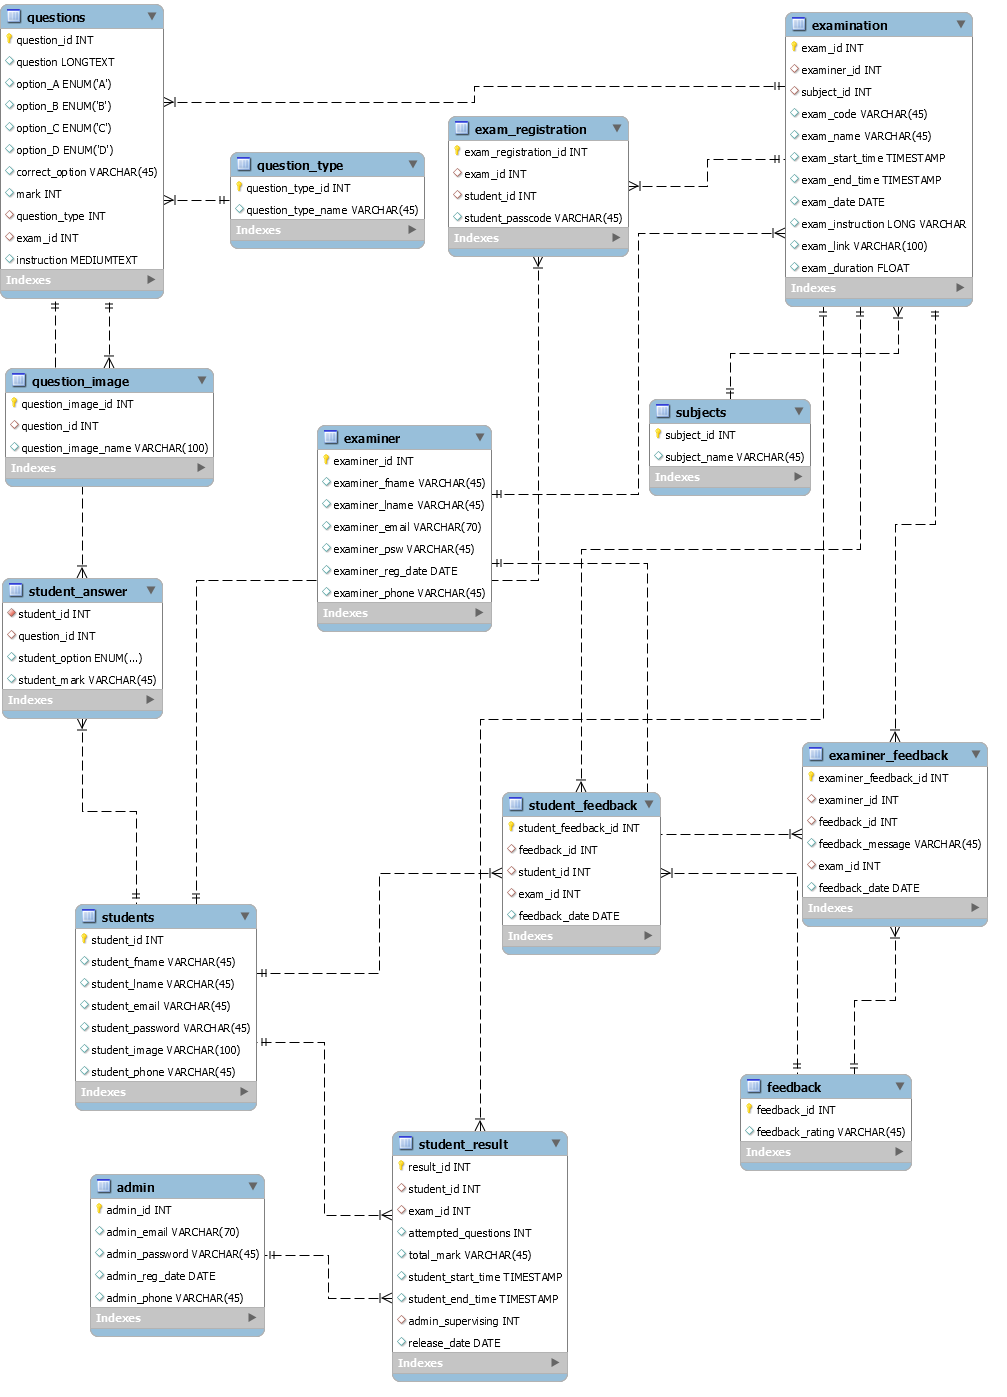 questions
question_id INT
question LONGTEXT
option_A ENUM('A')
option_B ENUM('B')
option_C ENUM('C')
option_D ENUM('D')
correct_option VARCHAR(45)
mark INT
question_type INT
exam_id INT
instruction MEDIUMTEXT
Indexes
question_type
question_type_id INT
question_type_name VARCHAR(45)
Indexes
exam_registration
exam_registration_id INT
exam_id INT
student_id INT
student_passcode VARCHAR(45)
Indexes
examination
exam_id INT
examiner_id INT
subject_id INT
exam_code VARCHAR(45)
exam_name VARCHAR(45)
exam_start_time TIMESTAMP
exam_end_time TIMESTAMP
exam_date DATE
exam_instruction LONG VARCHAR
exam_link VARCHAR(100)
exam_duration FLOAT
Indexes
question_image
question_image_id INT
question_id INT
question_image_name VARCHAR(100)
Indexes
examiner
examiner_id INT
examiner_fname VARCHAR(45)
examiner_lname VARCHAR(45)
examiner_email VARCHAR(70)
examiner_psw VARCHAR(45)
examiner_reg_date DATE
examiner_phone VARCHAR(45)
Indexes
subjects
subject_id INT
subject_name VARCHAR(45)
Indexes
student_answer
student_id INT
question_id INT
student_option ENUM(...)
student_mark VARCHAR(45)
Indexes
student_feedback
student_feedback_id INT
feedback_id INT
student_id INT
exam_id INT
feedback_date DATE
Indexes
examiner_feedback
examiner_feedback_id INT
examiner_id INT
feedback_id INT
feedback_message VARCHAR(45)
exam_id INT
feedback_date DATE
Indexes
students
student_id INT
student_fname VARCHAR(45)
student_lname VARCHAR(45)
student_email VARCHAR(45)
student_password VARCHAR(45)
student_image VARCHAR(100)
student_phone VARCHAR(45)
Indexes
feedback
feedback_id INT
feedback_rating VARCHAR(45)
Indexes
admin
admin_id INT
admin_email VARCHAR(70)
admin_password VARCHAR(45)
admin_reg_date DATE
admin_phone VARCHAR(45)
Indexes
student_result
result_id INT
student_id INT
exam_id INT
attempted_questions INT
total_mark VARCHAR(45)
student_start_time TIMESTAMP
student_end_time TIMESTAMP
admin_supervising INT
release_date DATE
Indexes